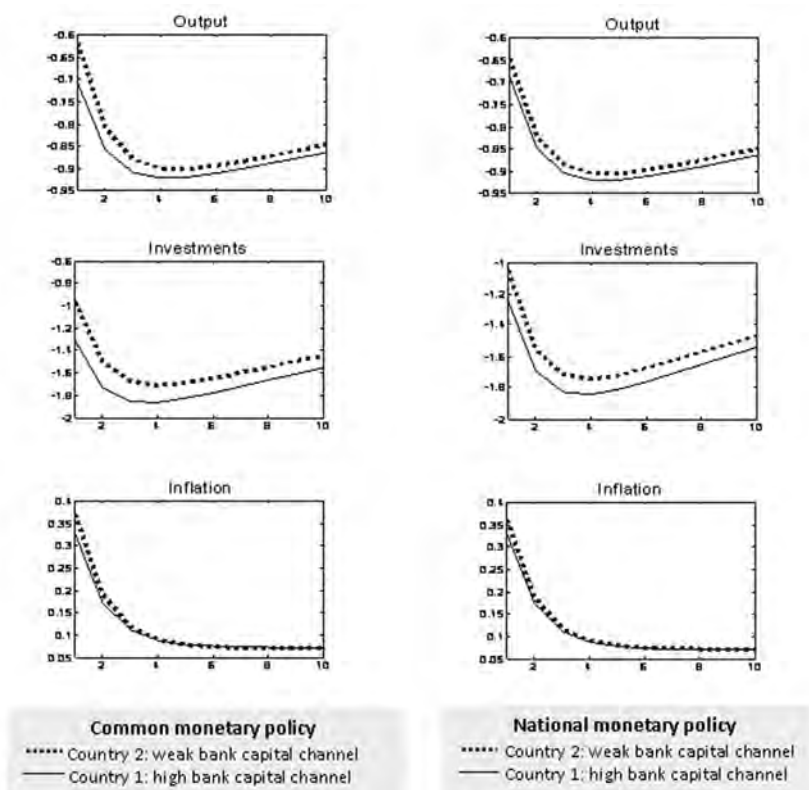 Output
-0.6
-0.65
-0.7
-0.75
-0.8
-0.85
-0.9
-0.95
2 4 6 8 10
Output
-0.6
-0.65
-0.7
-0.75
-0.8
-0.85
-0.9
-0.95
2 4 6 8 10
Investments
-0.6
-0.8
-1
-1.2
-1.4
-1.6
-1.8
-2
2 4 6 8 10
Investments
-1
-1.2
-1.4
-1.6
-1.8
-2
2 4 6 8 10
Inflation
0.4
0.35
0.3
0.25
0.2
0.15
0.1
0.05
2 4 6 8 10
Inflation
0.4
0.35
0.3
0.25
0.2
0.15
0.1
0.05
2 4 6 8 10
Common monetary policy
Country 2: weak bank capital channel
Country 1: high bank capital channel
National monetary policy
Country 2: weak bank capital channel
Country 1: high bank capital channel